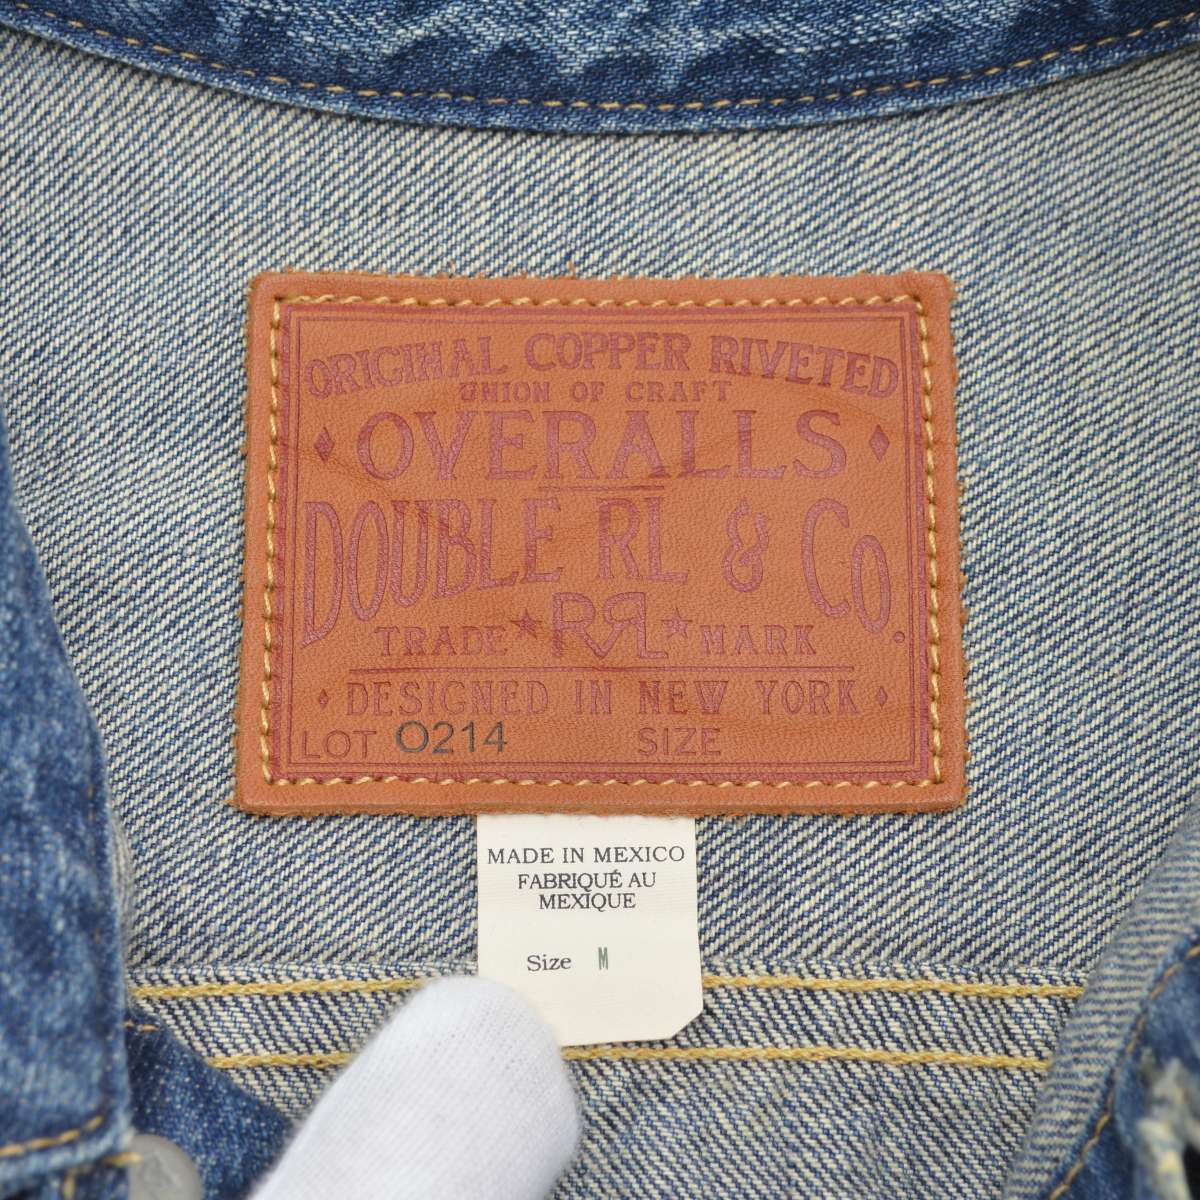 ORIGINAL COPPER RIVETED
UNION OF CRAFT
OVERALLS
DOUBLE RL & Co.
TRADE ★ RRL ★ MARK
DESIGNED IN NEW YORK
LOT 0214 SIZE
MADE IN MEXICO
FABRIQUÉ AU
MEXIQUE
Size M